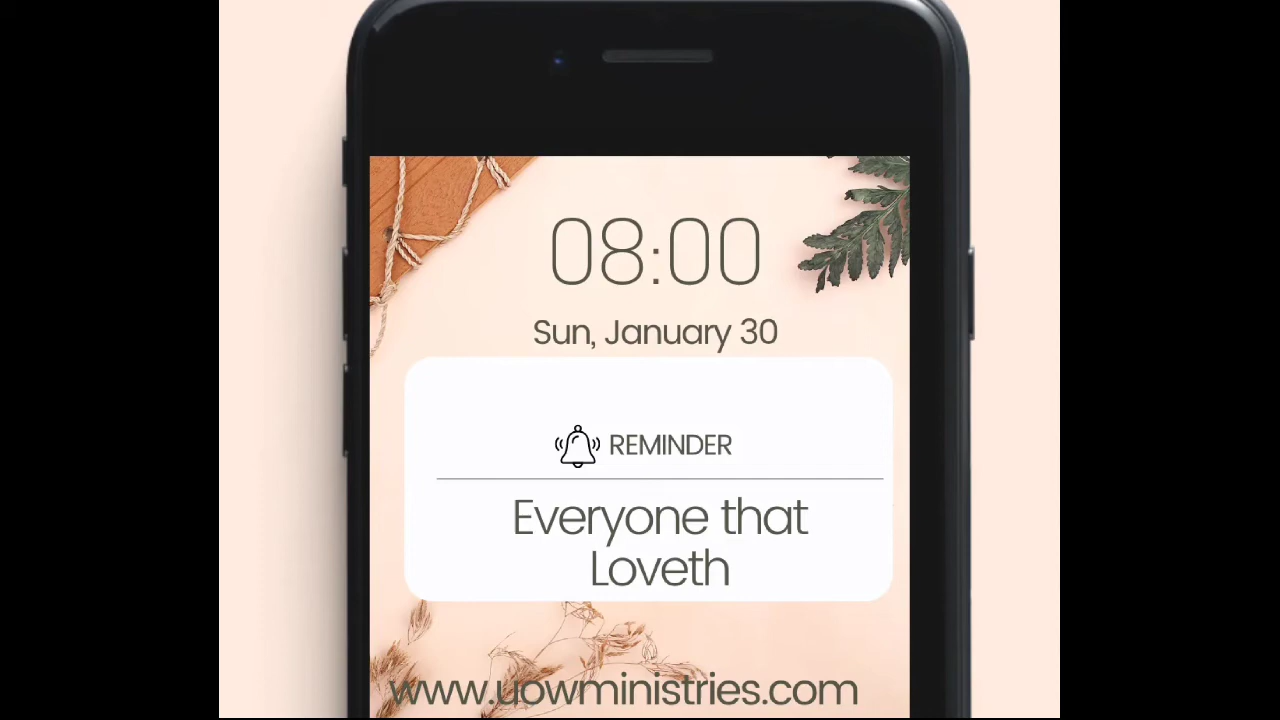 08:00
Sun, January 30
REMINDER
Everyone that
Loveth
www.uowministries.com